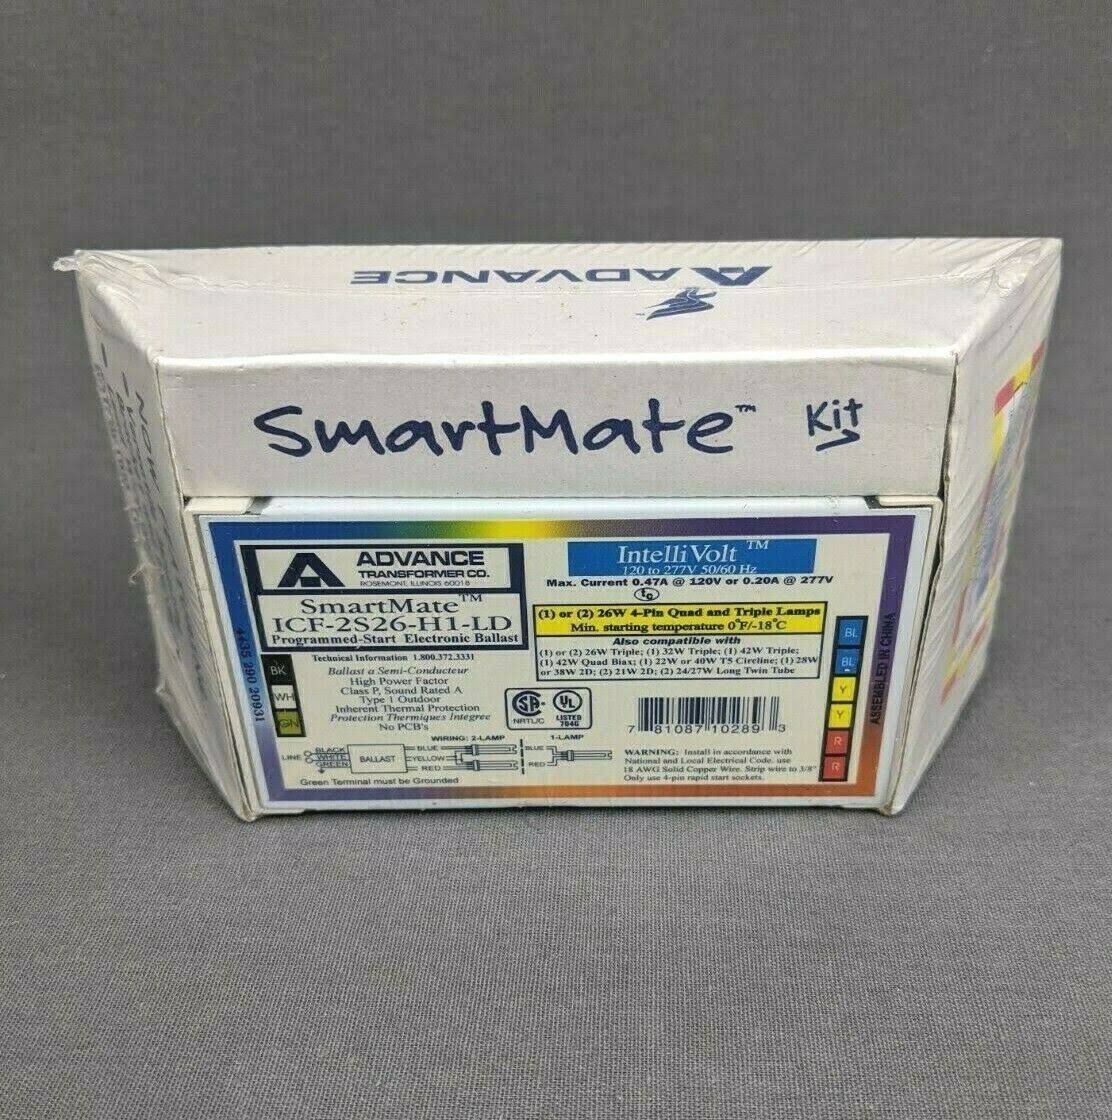 ADVANCE
SmartMate™ Kit
ADVANCE
TRANSFORMER CO.
ROSEMONT, ILLINOIS 60018
SmartMate™
ICF-2S26-H1-LD
Programmed-Start Electronic Ballast
Technical Information 1.800.372.3331
Ballast a Semi-Conducteur
High Power Factor
Class P, Sound Rated A
Type 1 Outdoor
Inherent Thermal Protection
Protection Thermiques Integree
No PCB's
BK
WH
GN
4435 290 20931
IntelliVolt™
120 to 277V 50/60 Hz
Max. Current 0.47A @ 120V or 0.20A @ 277V
(1) or (2) 26W 4-Pin Quad and Triple Lamps
Min. starting temperature 0°F/-18°C
Also compatible with
(1) or (2) 26W Triple; (1) 32W Triple; (1) 42W Triple;
(1) 42W Quad Biax; (1) 22W or 40W T5 Circline; (1) 28W
or 38W 2D; (2) 21W 2D; (2) 24/27W Long Twin Tube
SA
NRTL/C
UL
LISTED
794G
7 81087 10289 3
BL
BL
Y
Y
R
R
ASSEMBLED IN CHINA
WIRING: 2-LAMP
1-LAMP
LINE
BLACK
WHITE
GREEN
BALLAST
BLUE
YELLOW
RED
BLUE
RED
Green Terminal must be Grounded
WARNING: Install in accordance with
National and Local Electrical Code. use
18 AWG Solid Copper Wire. Strip wire to 3/8"
Only use 4-pin rapid start sockets.